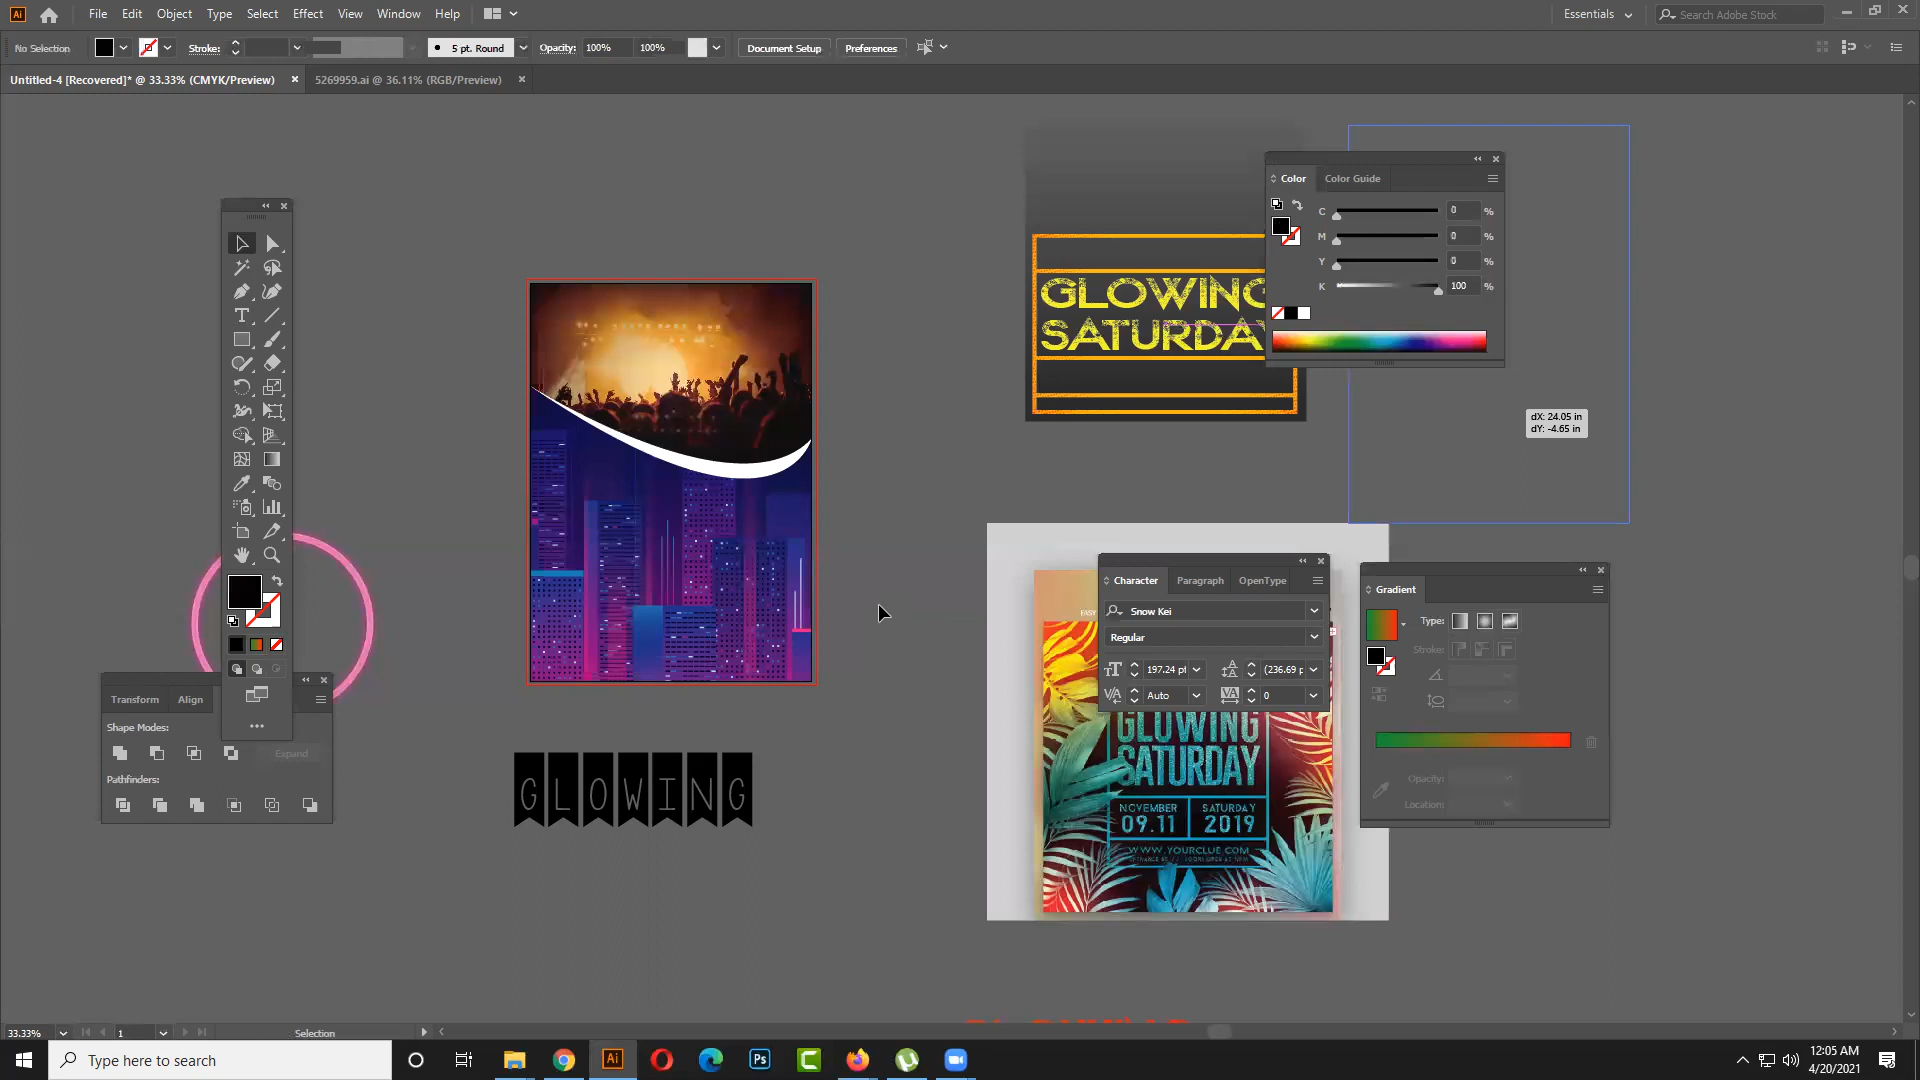 Ai File Edit Object Type Select Effect View Window Help Essentials Search Adobe Stock
No Selection Stroke: 5 pt. Round Opacity: 100% 100% Document Setup Preferences
Untitled-4 [Recovered]* @ 33.33% (CMYK/Preview) × 5269959.ai @ 36.11% (RGB/Preview) ×
Color Color Guide
C 0 %
M 0 %
Y 0 %
K 100 %
GLOWING
SATURDAY
dX: 24.05 in
dY: -4.65 in
Character Paragraph OpenType
Snow Kei
Regular
197.24 pt (236.69 p
Auto 0
Gradient
Type:
Stroke:
Opacity:
Location:
EASY
GLOWING
SATURDAY
NOVEMBER SATURDAY
09.11 2019
WWW.YOURCLUE.COM
Transform Align
Shape Modes:
Expand
Pathfinders:
GLOWING
33.33% 1 Selection
Type here to search
Ai Ps C
12:05 AM
4/20/2021